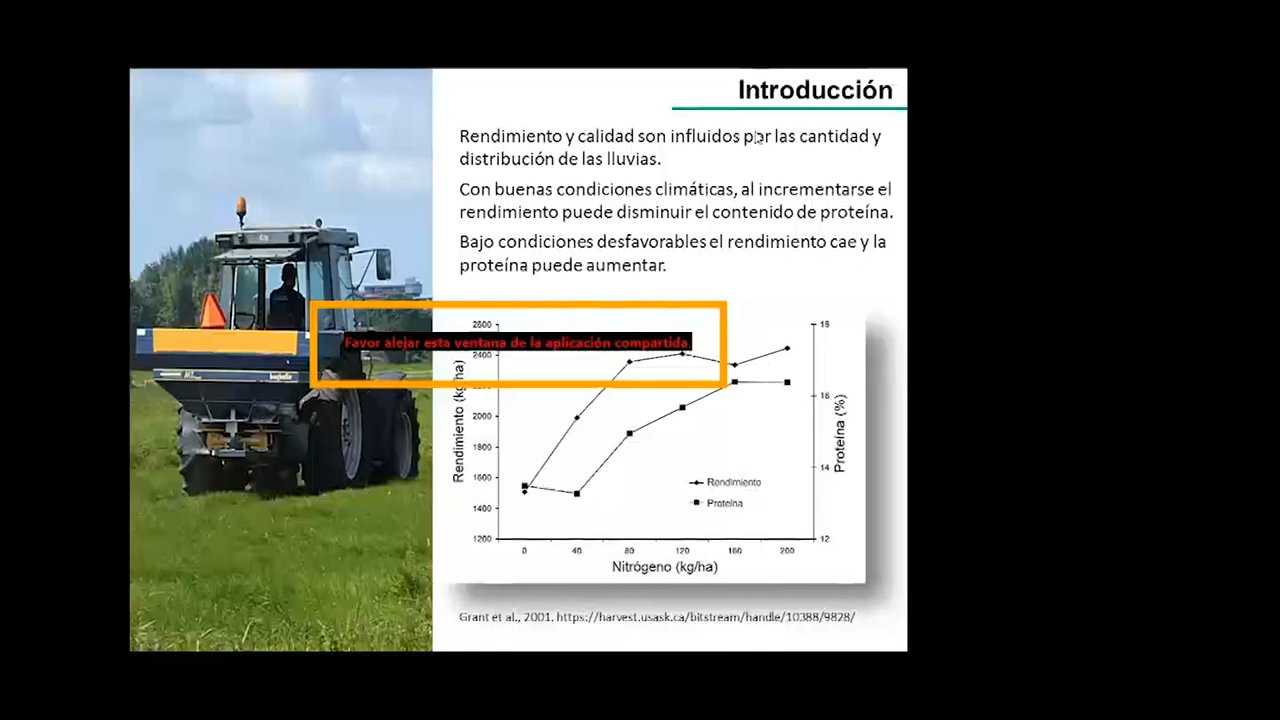 Introducción
Rendimiento y calidad son influidos por las cantidad y
distribución de las lluvias.
Con buenas condiciones climáticas, al incrementarse el
rendimiento puede disminuir el contenido de proteína.
Bajo condiciones desfavorables el rendimiento cae y la
proteína puede aumentar.
Favor alejar esta ventana de la aplicación compartida.
Rendimiento (kg/ha)
2600
2400
2200
2000
1800
1600
1400
1200
0 40 80 120 160 200
Nitrógeno (kg/ha)
18
16
14
12
Proteína (%)
Rendimiento
Proteína
Grant et al., 2001. https://harvest.usask.ca/bitstream/handle/10388/9828/